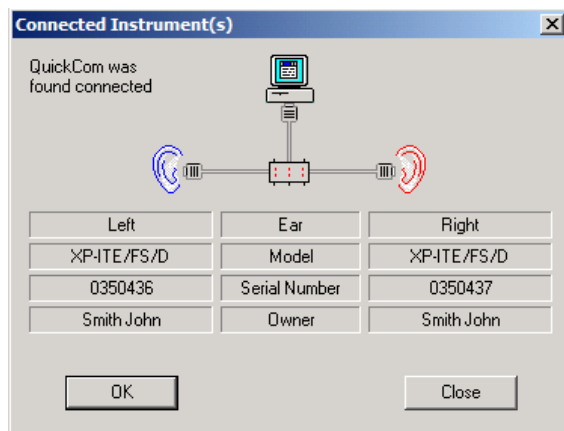 Connected Instrument(s)
QuickCom was
found connected
Left Ear Right
XP-ITE/FS/D Model XP-ITE/FS/D
0350436 Serial Number 0350437
Smith John Owner Smith John
OK Close